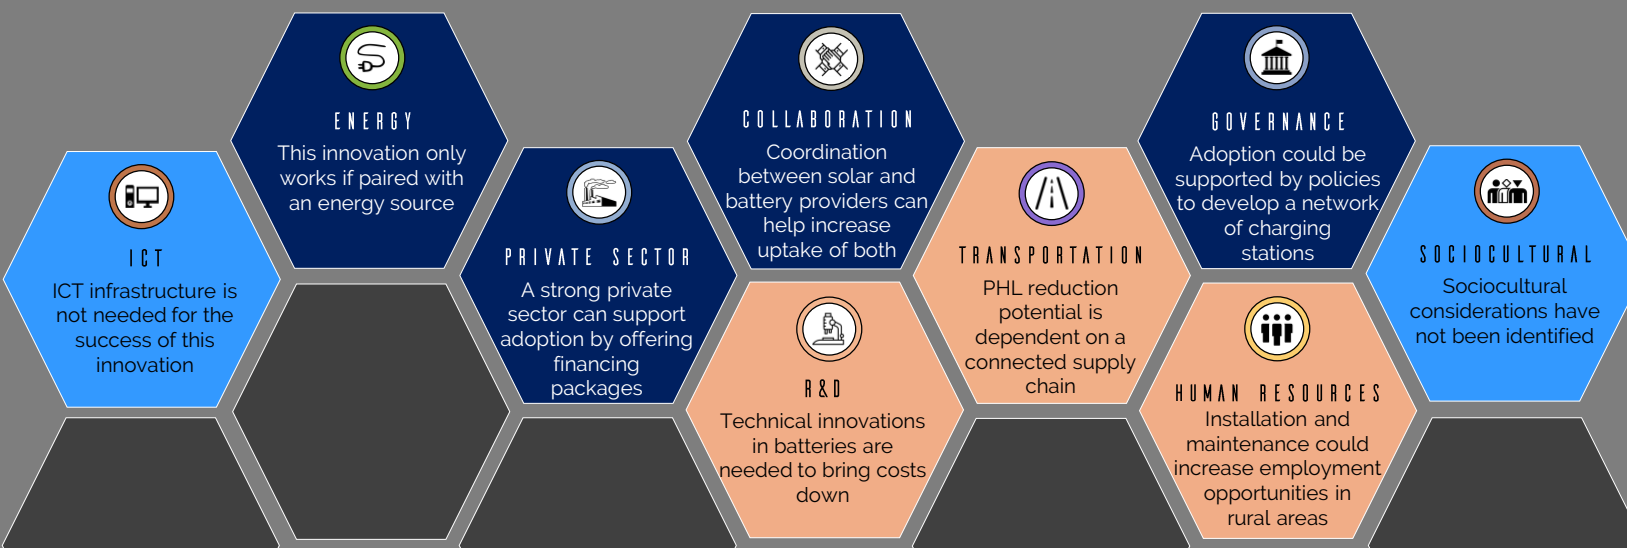 ENERGY
This innovation only
works if paired with
an energy source
COLLABORATION
Coordination
between solar and
battery providers can
help increase
uptake of both
GOVERNANCE
Adoption could be
supported by policies
to develop a network
of charging
stations
ICT
ICT infrastructure is
not needed for the
success of this
innovation
PRIVATE SECTOR
A strong private
sector can support
adoption by offering
financing
packages
TRANSPORTATION
PHL reduction
potential is
dependent on a
connected supply
chain
SOCIOCULTURAL
Sociocultural
considerations have
not been identified
R&D
Technical innovations
in batteries are
needed to bring costs
down
HUMAN RESOURCES
Installation and
maintenance could
increase employment
opportunities in
rural areas